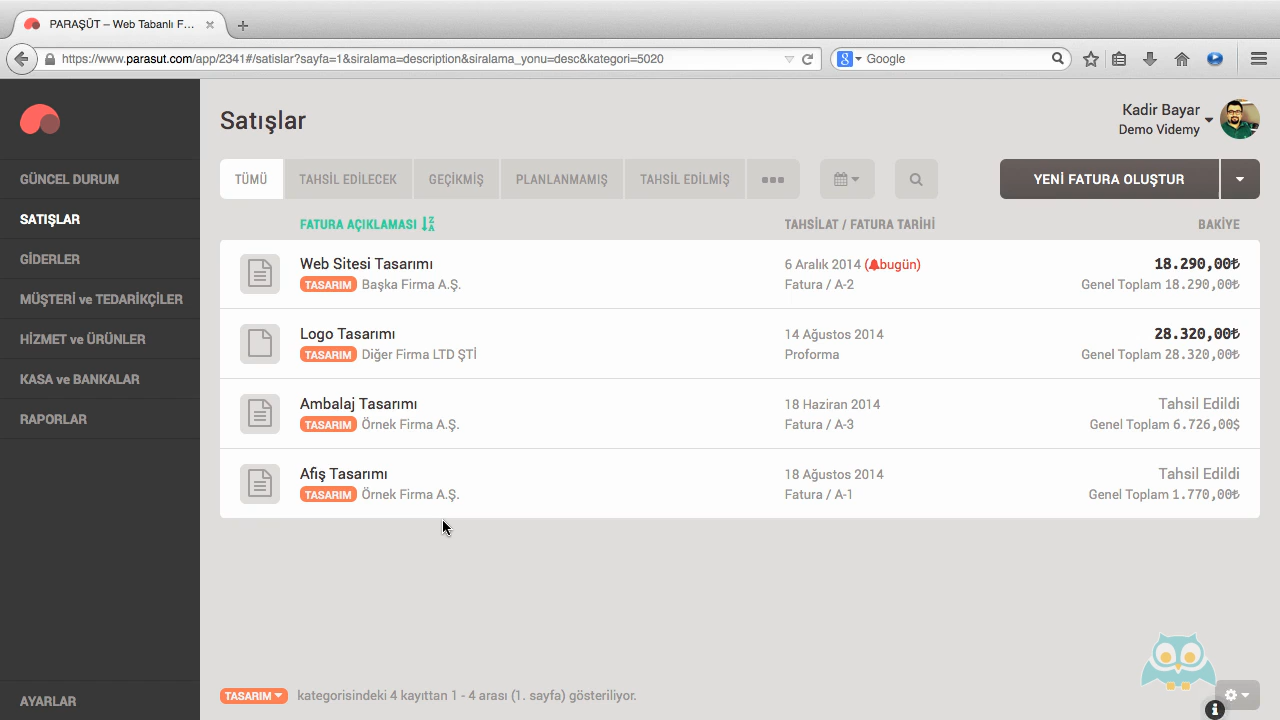 PARAŞÜT – Web Tabanlı F...
https://www.parasut.com/app/2341#/satislar?sayfa=1&siralama=description&siralama_yonu=desc&kategori=5020
Google
Satışlar
Kadir Bayar
Demo Videmy
GÜNCEL DURUM
SATIŞLAR
GİDERLER
MÜŞTERİ ve TEDARİKÇİLER
HİZMET ve ÜRÜNLER
KASA ve BANKALAR
RAPORLAR
AYARLAR
TÜMÜ TAHSİL EDİLECEK GEÇİKMİŞ PLANLANMAMIŞ TAHSİL EDİLMİŞ
YENİ FATURA OLUŞTUR
FATURA AÇIKLAMASI TAHSİLAT / FATURA TARİHİ BAKİYE
Web Sitesi Tasarımı 6 Aralık 2014 (bugün) 18.290,00₺
TASARIM Başka Firma A.Ş. Fatura / A-2 Genel Toplam 18.290,00₺
Logo Tasarımı 14 Ağustos 2014 28.320,00₺
TASARIM Diğer Firma LTD ŞTİ Proforma Genel Toplam 28.320,00₺
Ambalaj Tasarımı 18 Haziran 2014 Tahsil Edildi
TASARIM Örnek Firma A.Ş. Fatura / A-3 Genel Toplam 6.726,00$
Afiş Tasarımı 18 Ağustos 2014 Tahsil Edildi
TASARIM Örnek Firma A.Ş. Fatura / A-1 Genel Toplam 1.770,00₺
TASARIM kategorisindeki 4 kayıttan 1 - 4 arası (1. sayfa) gösteriliyor.